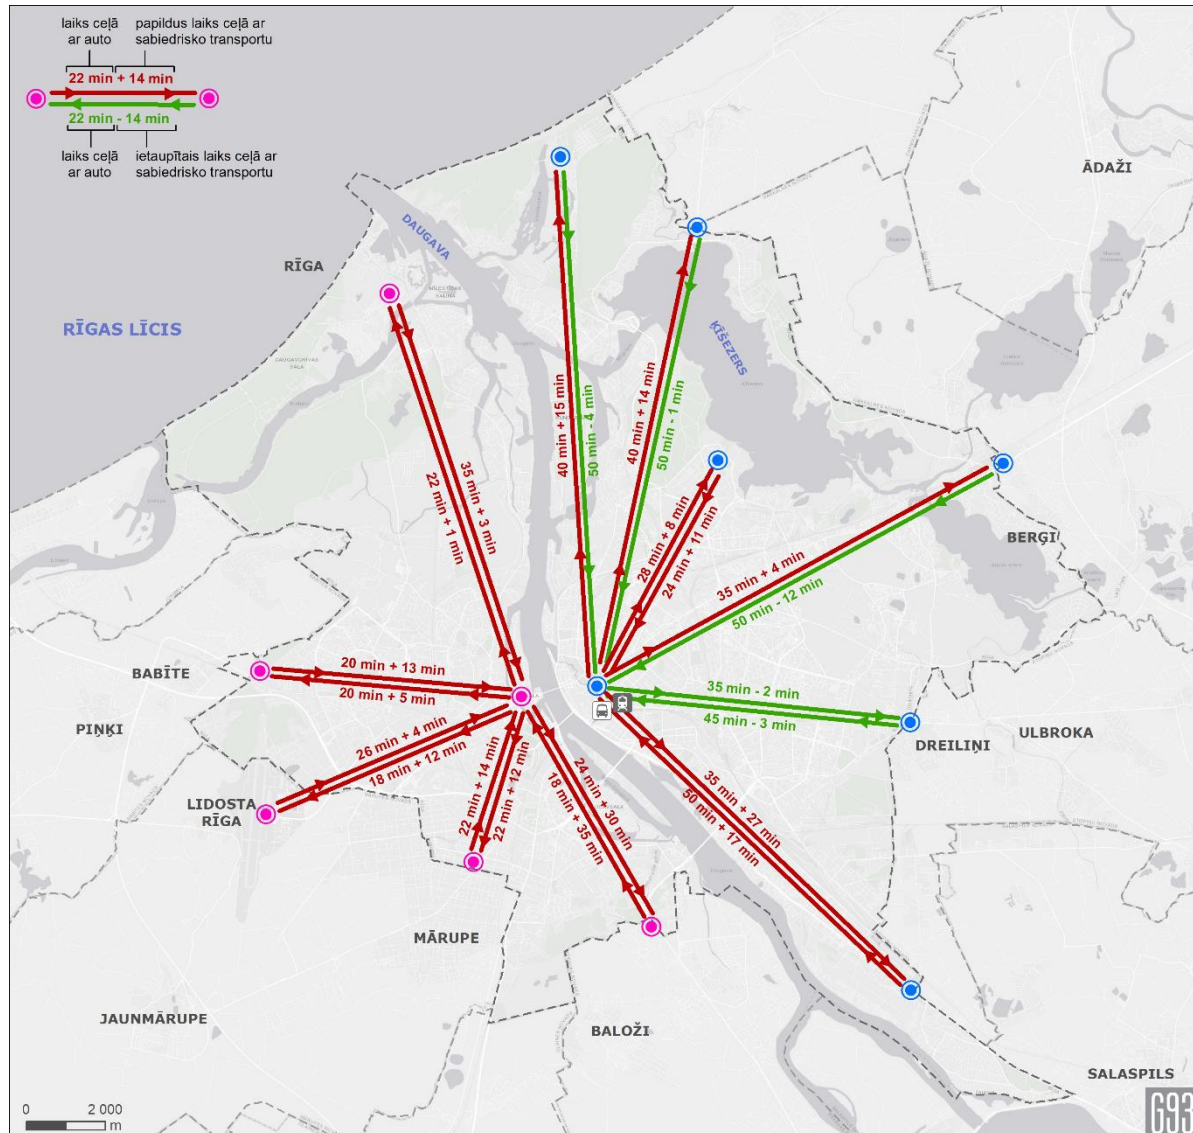 laiks ceļā
ar auto
papildus laiks ceļā ar
sabiedrisko transportu
22 min + 14 min
22 min - 14 min
laiks ceļā
ar auto
ietaupītais laiks ceļā ar
sabiedrisko transportu
ĀDAŽI
DAUGAVA
RĪGA
RĪGAS LĪCIS
ĶĪŠEZERS
40 min + 15 min
50 min - 4 min
40 min + 14 min
50 min - 1 min
35 min + 3 min
22 min + 1 min
28 min + 8 min
24 min + 11 min
BERĢI
35 min + 4 min
50 min - 12 min
BABĪTE
20 min + 13 min
20 min + 5 min
35 min - 2 min
45 min - 3 min
PIŅĶI
ULBROKA
DREILIŅI
26 min + 4 min
18 min + 12 min
LIDOSTA
RĪGA
22 min + 14 min
22 min + 12 min
24 min + 30 min
18 min + 35 min
35 min + 27 min
50 min + 17 min
MĀRUPE
JAUNMĀRUPE
BALOŽI
SALASPILS
0 2 000
m
G93